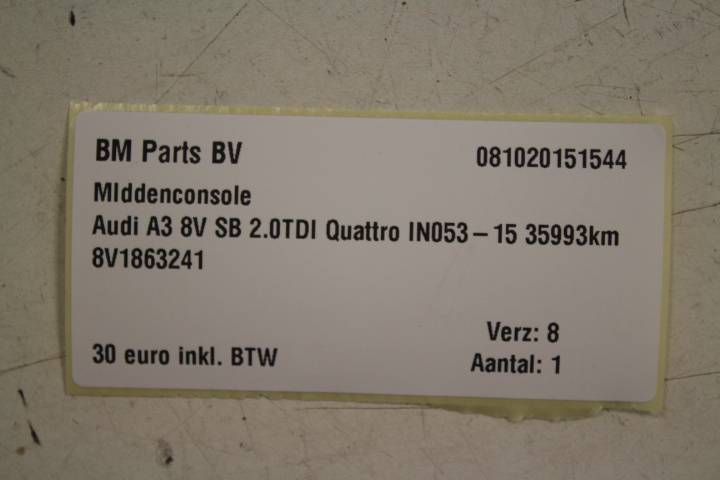 BM Parts BV 081020151544
MIddenconsole
Audi A3 8V SB 2.0TDI Quattro IN053 – 15 35993km
8V1863241
Verz: 8
30 euro inkl. BTW
Aantal: 1